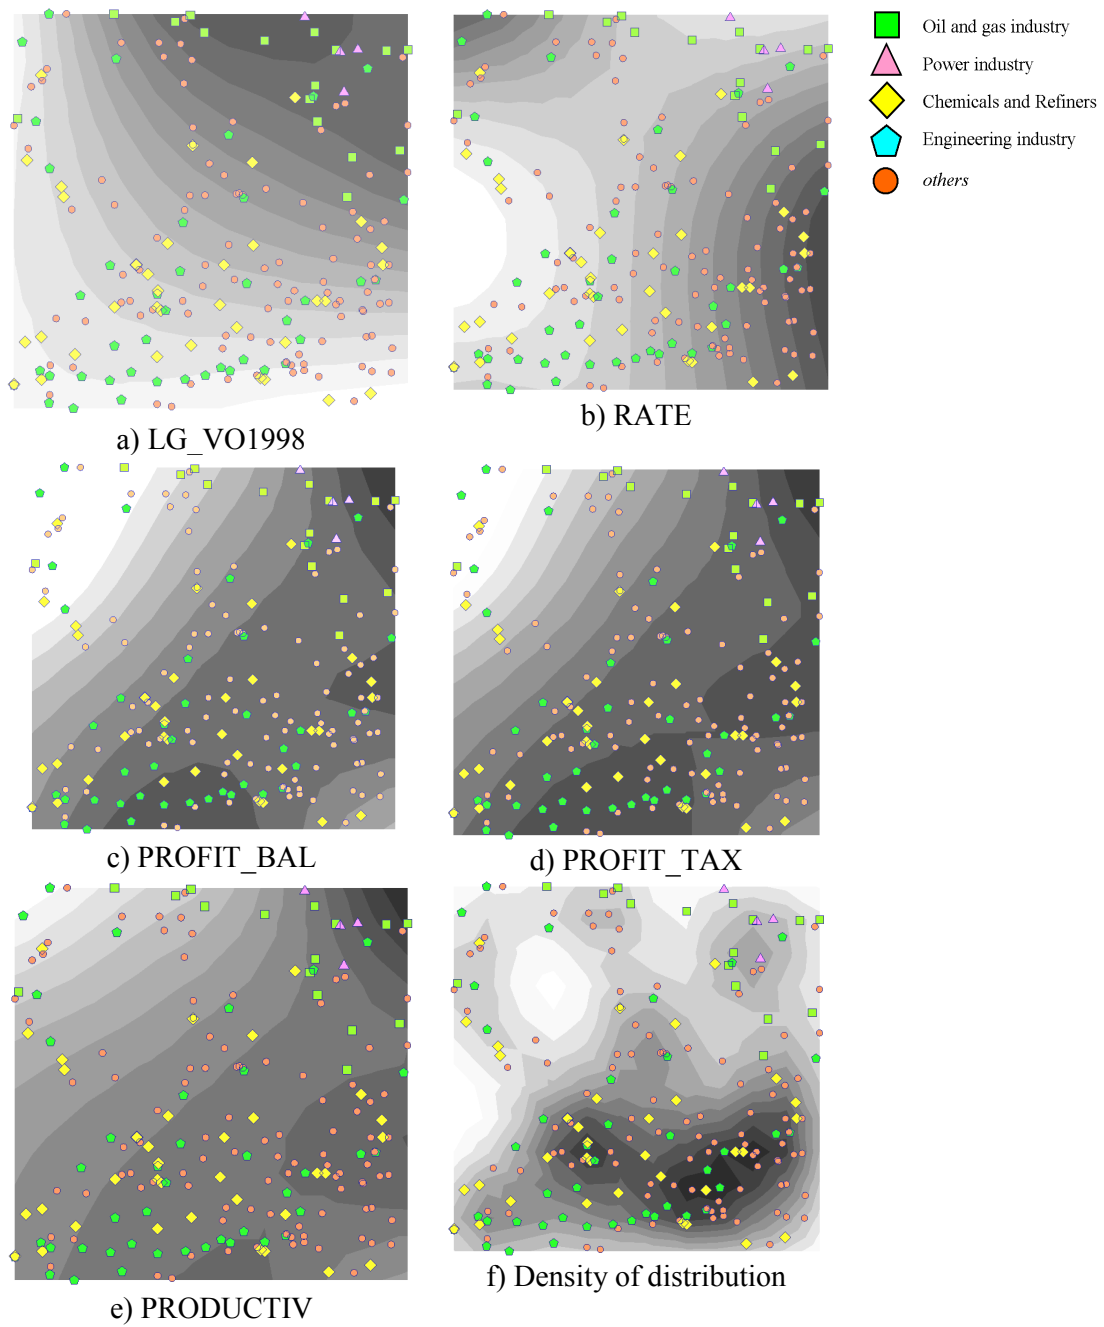 Oil and gas industry
Power industry
Chemicals and Refiners
Engineering industry
others
a) LG_VO1998
b) RATE
c) PROFIT_BAL
d) PROFIT_TAX
e) PRODUCTIV
f) Density of distribution